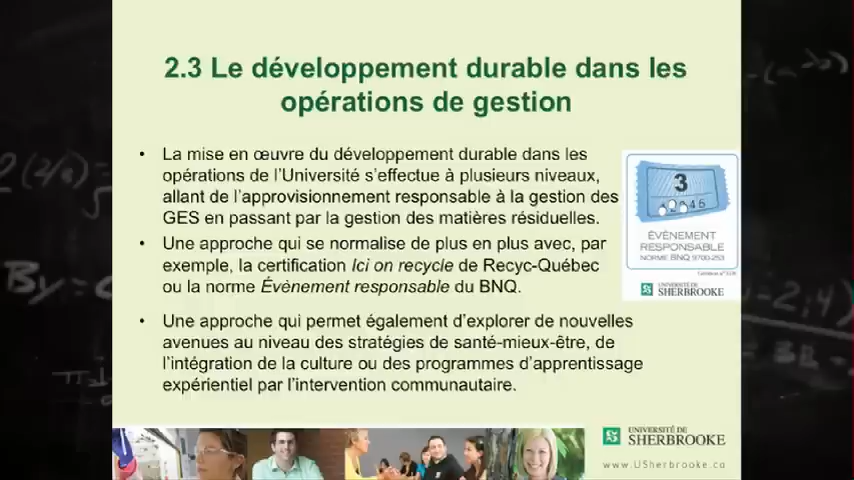 2.3 Le développement durable dans les
opérations de gestion
• La mise en œuvre du développement durable dans les
opérations de l'Université s'effectue à plusieurs niveaux,
allant de l'approvisionnement responsable à la gestion des
GES en passant par la gestion des matières résiduelles.
• Une approche qui se normalise de plus en plus avec, par
exemple, la certification Ici on recycle de Recyc-Québec
ou la norme Évènement responsable du BNQ.
• Une approche qui permet également d'explorer de nouvelles
avenues au niveau des stratégies de santé-mieux-être, de
l'intégration de la culture ou des programmes d'apprentissage
expérientiel par l'intervention communautaire.
3
ÉVÈNEMENT
RESPONSABLE
NORME BNQ 9700-253
UNIVERSITÉ DE
SHERBROOKE
UNIVERSITÉ DE
SHERBROOKE
www.USherbrooke.ca